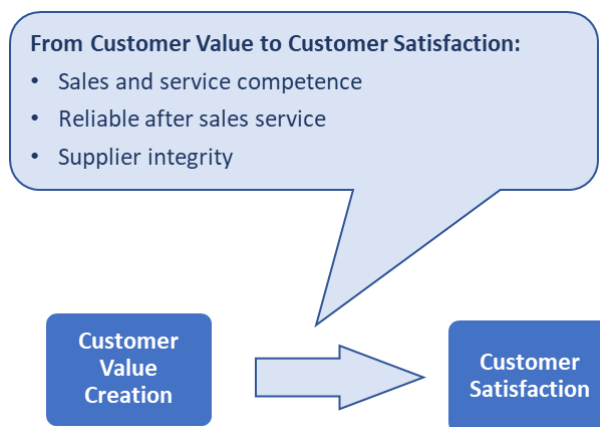 From Customer Value to Customer Satisfaction:
• Sales and service competence
• Reliable after sales service
• Supplier integrity
Customer
Value
Creation
Customer
Satisfaction